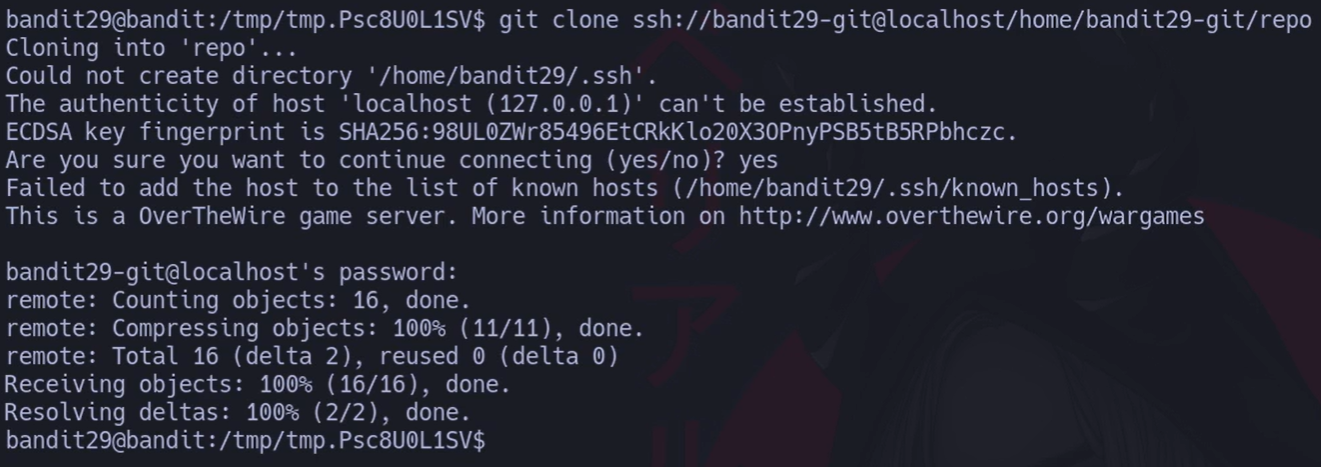 bandit29@bandit:/tmp/tmp.Psc8U0L1SV$ git clone ssh://bandit29-git@localhost/home/bandit29-git/repo
Cloning into 'repo'...
Could not create directory '/home/bandit29/.ssh'.
The authenticity of host 'localhost (127.0.0.1)' can't be established.
ECDSA key fingerprint is SHA256:98UL0ZWr85496EtCRkKlo20X3OPnyPSB5tB5RPbhczc.
Are you sure you want to continue connecting (yes/no)? yes
Failed to add the host to the list of known hosts (/home/bandit29/.ssh/known_hosts).
This is a OverTheWire game server. More information on http://www.overthewire.org/wargames
bandit29-git@localhost's password:
remote: Counting objects: 16, done.
remote: Compressing objects: 100% (11/11), done.
remote: Total 16 (delta 2), reused 0 (delta 0)
Receiving objects: 100% (16/16), done.
Resolving deltas: 100% (2/2), done.
bandit29@bandit:/tmp/tmp.Psc8U0L1SV$